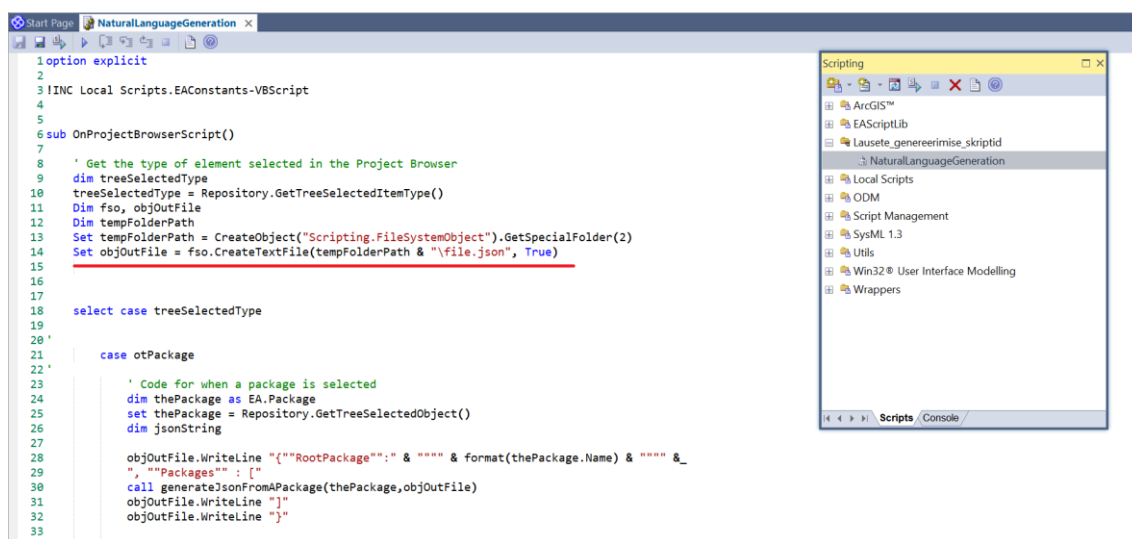 Start Page NaturalLanguageGeneration ×
1 option explicit
2
3 !INC Local Scripts.EAConstants-VBScript
4
5
6 sub OnProjectBrowserScript()
7
8 ' Get the type of element selected in the Project Browser
9 dim treeSelectedType
10 treeSelectedType = Repository.GetTreeSelectedItemType()
11 Dim fso, objOutFile
12 Dim tempFolderPath
13 Set tempFolderPath = CreateObject("Scripting.FileSystemObject").GetSpecialFolder(2)
14 Set objOutFile = fso.CreateTextFile(tempFolderPath & "\file.json", True)
15
16
17
18 select case treeSelectedType
19
20 '
21 case otPackage
22 '
23 ' Code for when a package is selected
24 dim thePackage as EA.Package
25 set thePackage = Repository.GetTreeSelectedObject()
26 dim jsonString
27
28 objOutFile.WriteLine "{""RootPackage"":" & """" & format(thePackage.Name) & """" &_
29 ", ""Packages"" : ["
30 call generateJsonFromAPackage(thePackage,objOutFile)
31 objOutFile.WriteLine "]"
32 objOutFile.WriteLine "}"
33
Scripting
ArcGIS™
EAScriptLib
Lausete_genereerimise_skriptid
NaturalLanguageGeneration
Local Scripts
ODM
Script Management
SysML 1.3
Utils
Win32® User Interface Modelling
Wrappers
Scripts Console